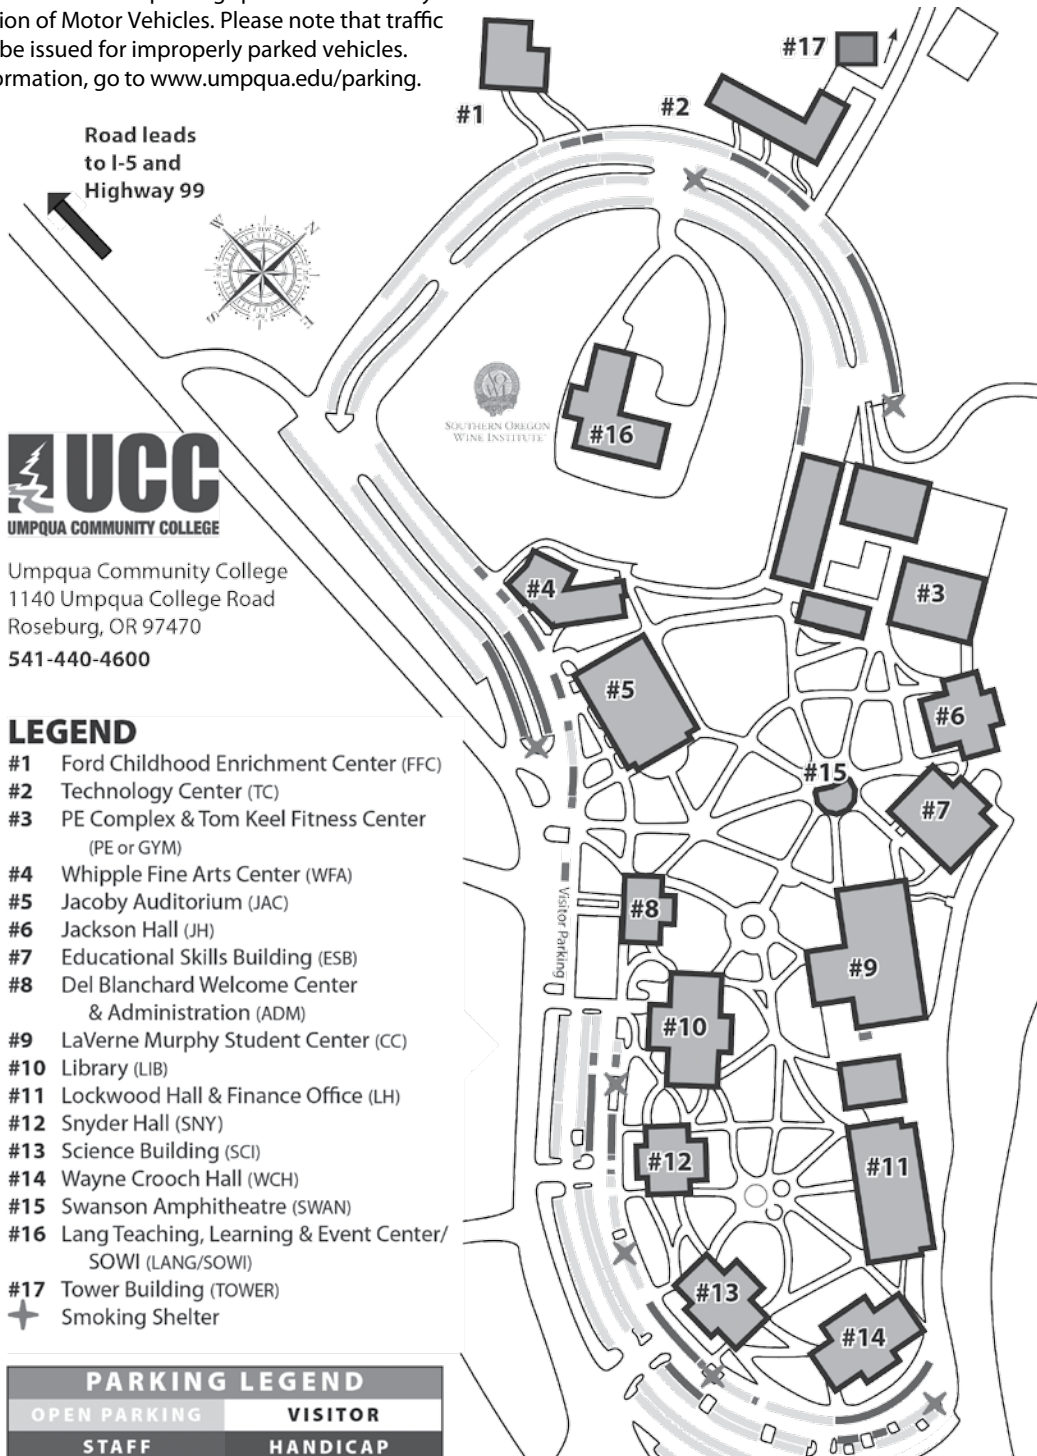 tion of Motor Vehicles. Please note that traffic
be issued for improperly parked vehicles.
ormation, go to www.umpqua.edu/parking.
#17
#1
#2
Road leads
to I-5 and
Highway 99
W
N
S
E
SOUTHERN OREGON
WINE INSTITUTE
#16
UCC
UMPQUA COMMUNITY COLLEGE
Umpqua Community College
1140 Umpqua College Road
Roseburg, OR 97470
541-440-4600
#4
#3
#5
#6
#15
#7
#8
Visitor Parking
#9
#10
#12
#11
#13
#14
LEGEND
#1 Ford Childhood Enrichment Center (FFC)
#2 Technology Center (TC)
#3 PE Complex & Tom Keel Fitness Center
(PE or GYM)
#4 Whipple Fine Arts Center (WFA)
#5 Jacoby Auditorium (JAC)
#6 Jackson Hall (JH)
#7 Educational Skills Building (ESB)
#8 Del Blanchard Welcome Center
& Administration (ADM)
#9 LaVerne Murphy Student Center (CC)
#10 Library (LIB)
#11 Lockwood Hall & Finance Office (LH)
#12 Snyder Hall (SNY)
#13 Science Building (SCI)
#14 Wayne Crooch Hall (WCH)
#15 Swanson Amphitheatre (SWAN)
#16 Lang Teaching, Learning & Event Center/
SOWI (LANG/SOWI)
#17 Tower Building (TOWER)
Smoking Shelter
PARKING LEGEND
OPEN PARKING VISITOR
STAFF HANDICAP